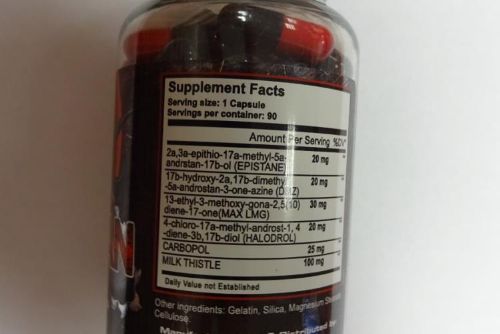 Supplement Facts
Serving size: 1 Capsule
Servings per container: 90
Amount Per Serving %DV*
2a,3a-epithio-17a-methyl-5a- 20 mg **
andrstan-17b-ol (EPISTANE)
17b-hydroxy-2a,17b-dimethy 20 mg **
-5a-androstan-3-one-azine (DMZ)
13-ethyl-3-methoxy-gona-2,5(10) 30 mg **
diene-17-one(MAX LMG)
4-chloro-17a-methyl-androst-1, 4 20 mg **
-diene-3b,17b-diol (HALODROL)
CARBOPOL 25 mg **
MILK THISTLE 100 mg **
Daily Value not Established
Other ingredients: Gelatin, Silica, Magnesium
Cellulose.